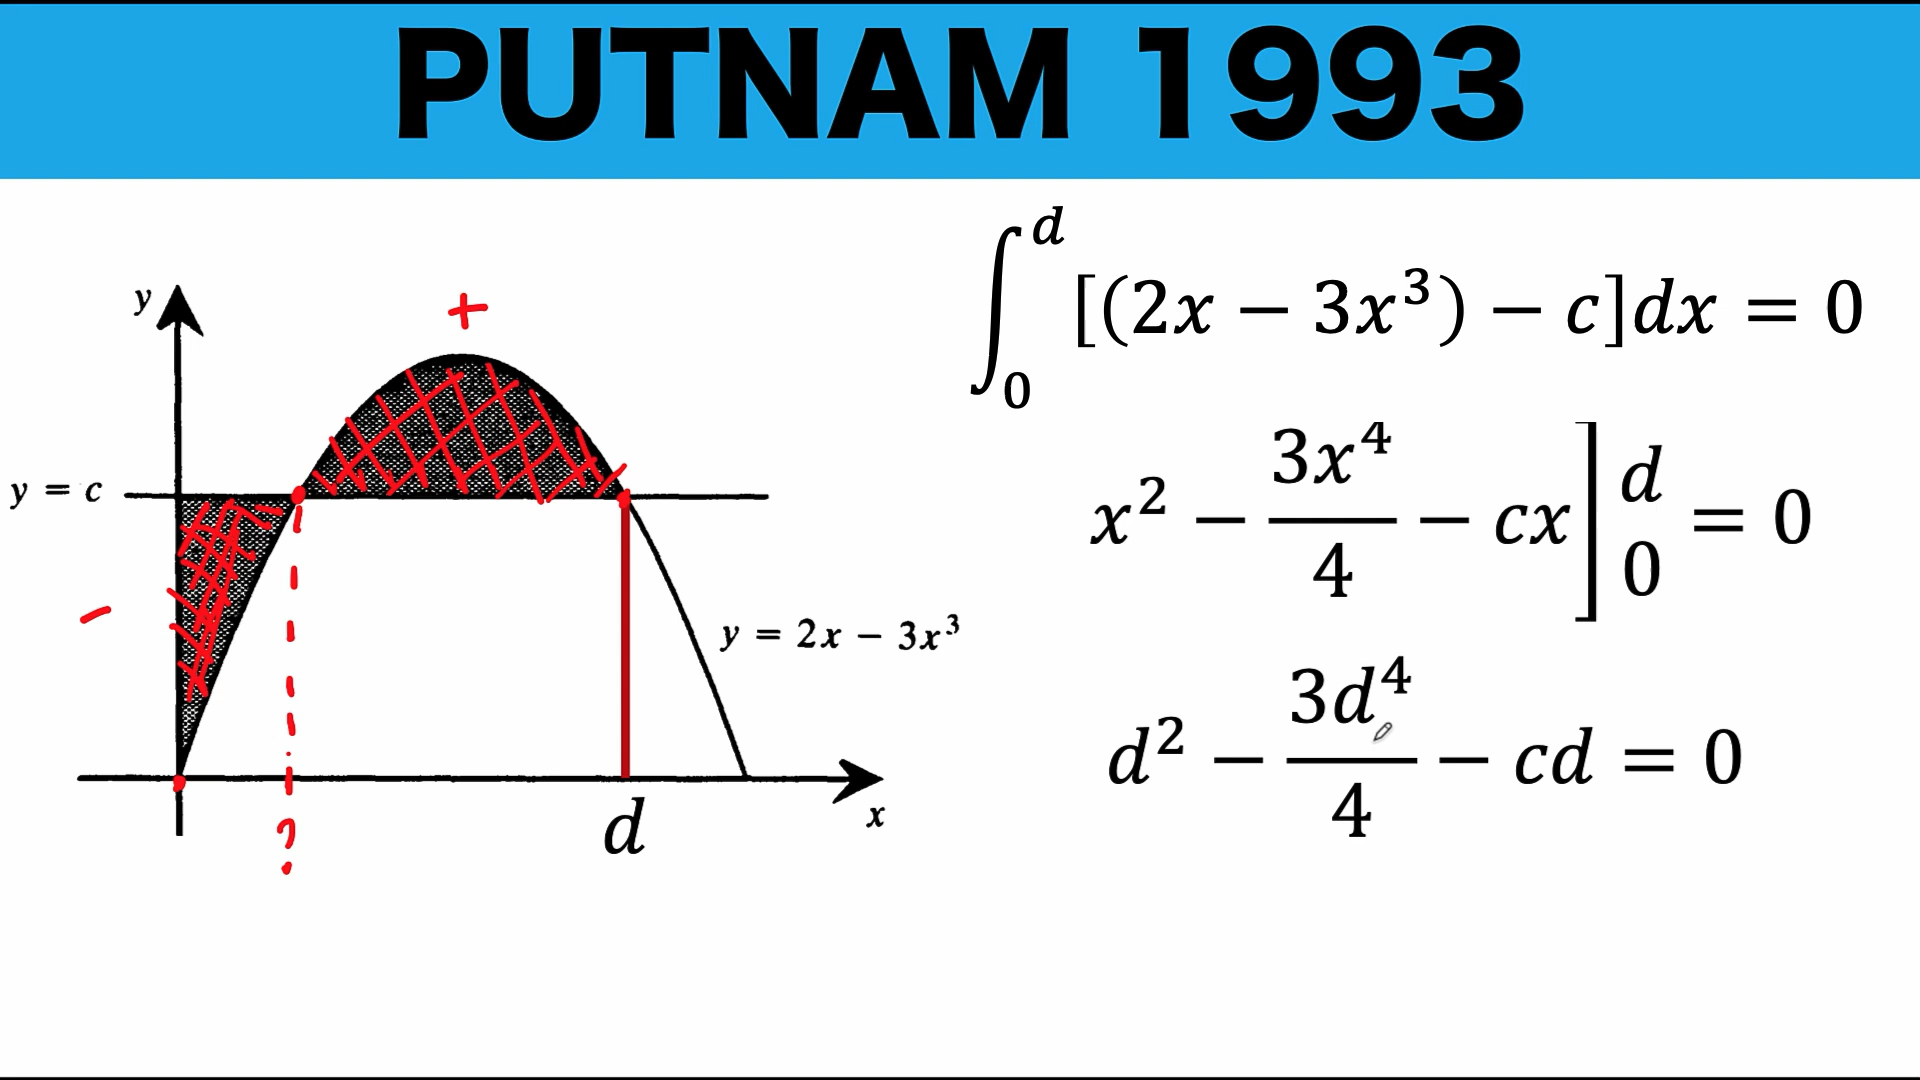 PUTNAM 1993
y
+
y = c
−
y = 2x − 3x³
d
x
?
∫₀ᵈ [(2x − 3x³) − c]dx = 0
x² − 3x⁴/4 − cx]ᵈ₀ = 0
d² − 3d⁴/4 − cd = 0